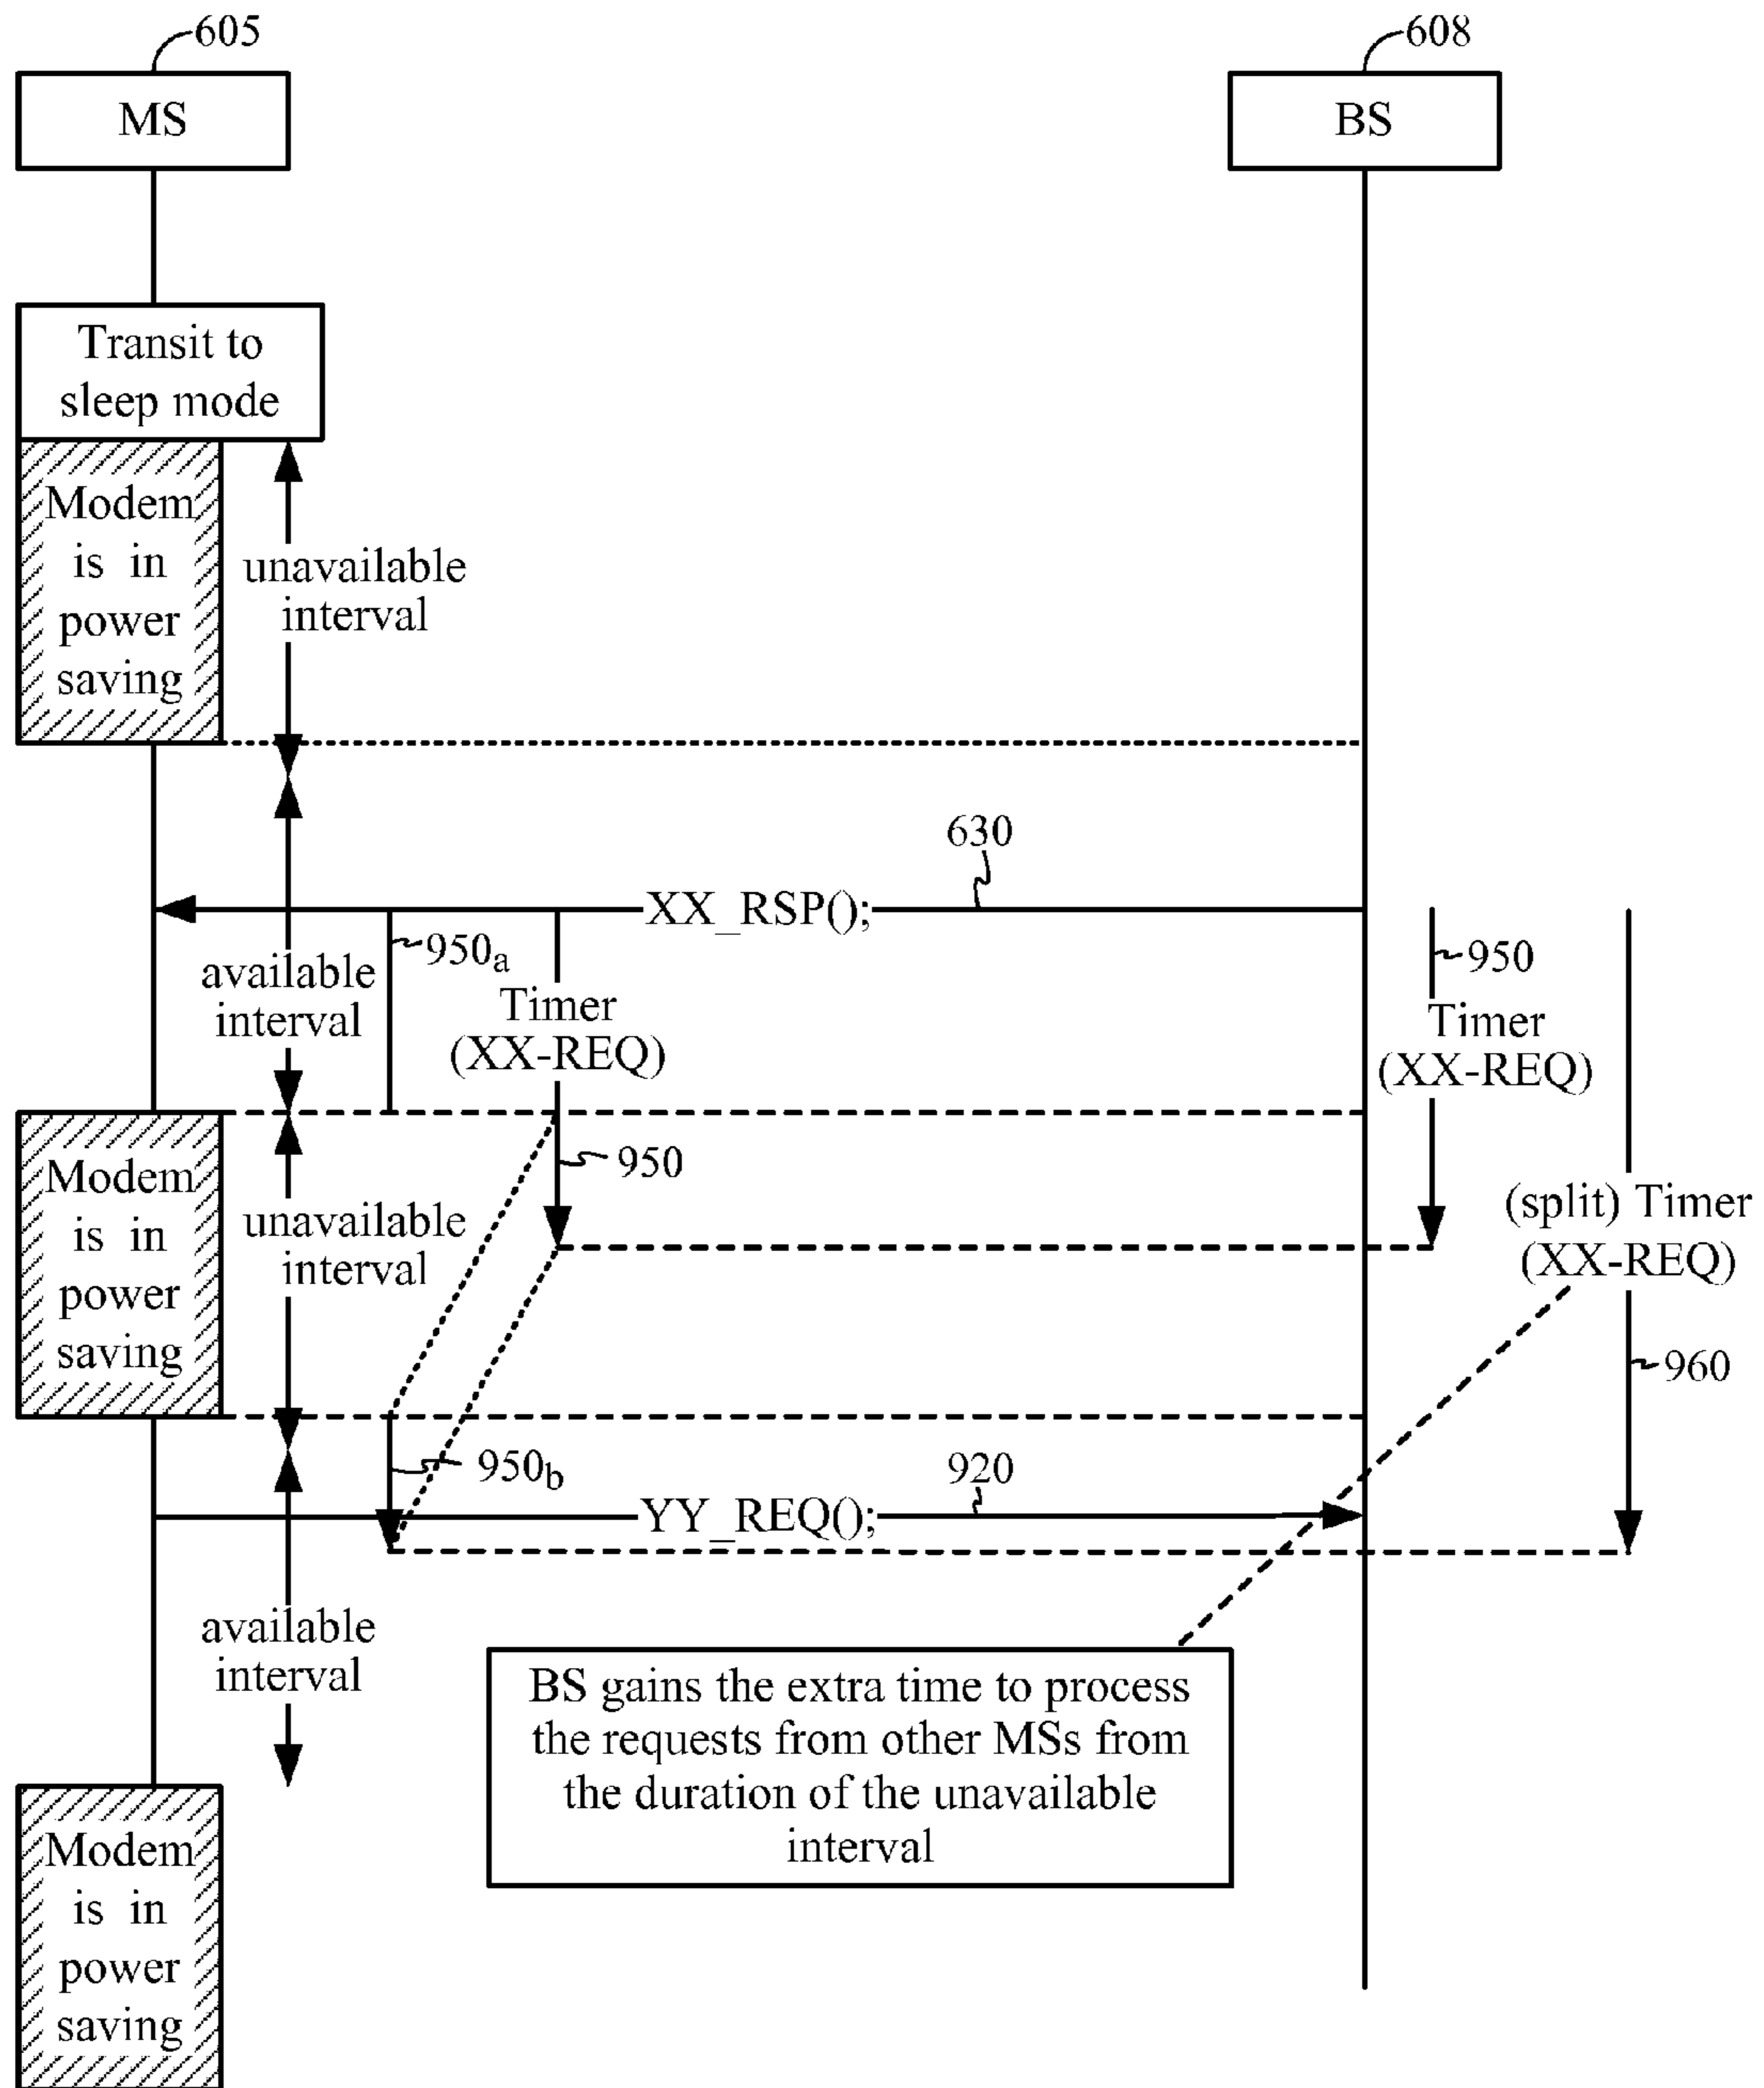 605
608
MS
BS
Transit to
sleep mode
Modem
is in
power
saving
unavailable
interval
630
XX_RSP();
950a
950
available
interval
Timer
(XX-REQ)
Timer
(XX-REQ)
950
Modem
is in
power
saving
unavailable
interval
(split) Timer
(XX-REQ)
960
950b
920
YY_REQ();
available
interval
BS gains the extra time to process
the requests from other MSs from
the duration of the unavailable
interval
Modem
is in
power
saving